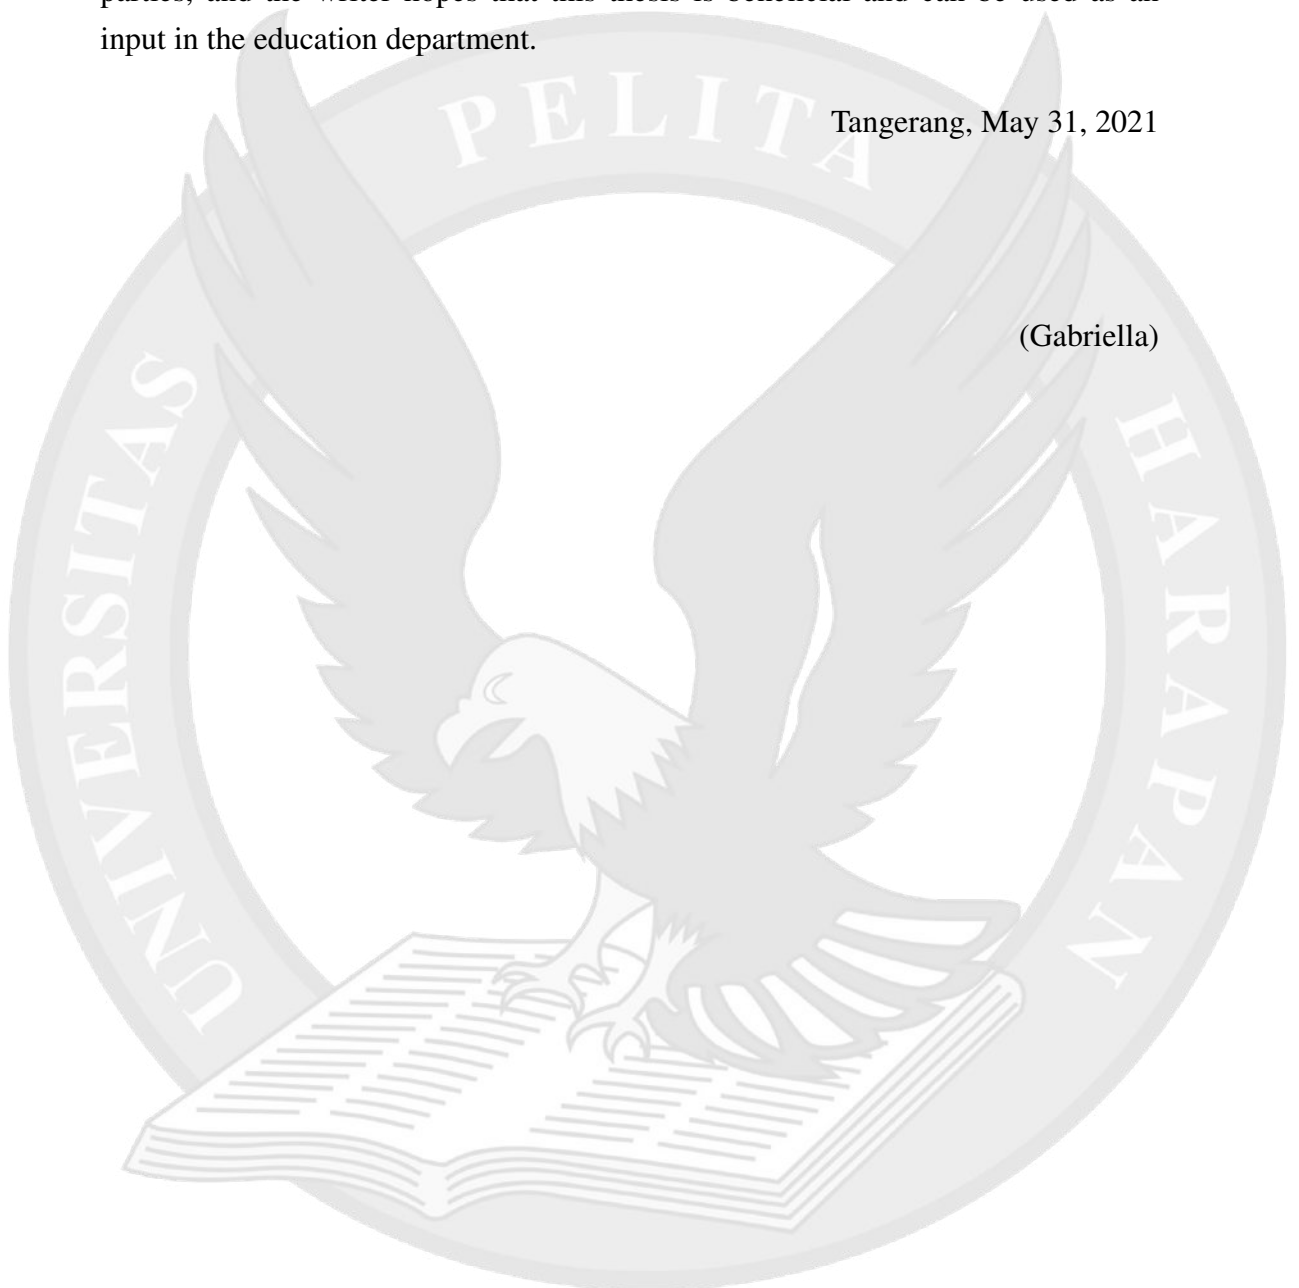 parties, and the writer hopes that this thesis is beneficial and can be used as an
input in the education department.
Tangerang, May 31, 2021
(Gabriella)
UNIVERSITAS PELITA HARAPAN